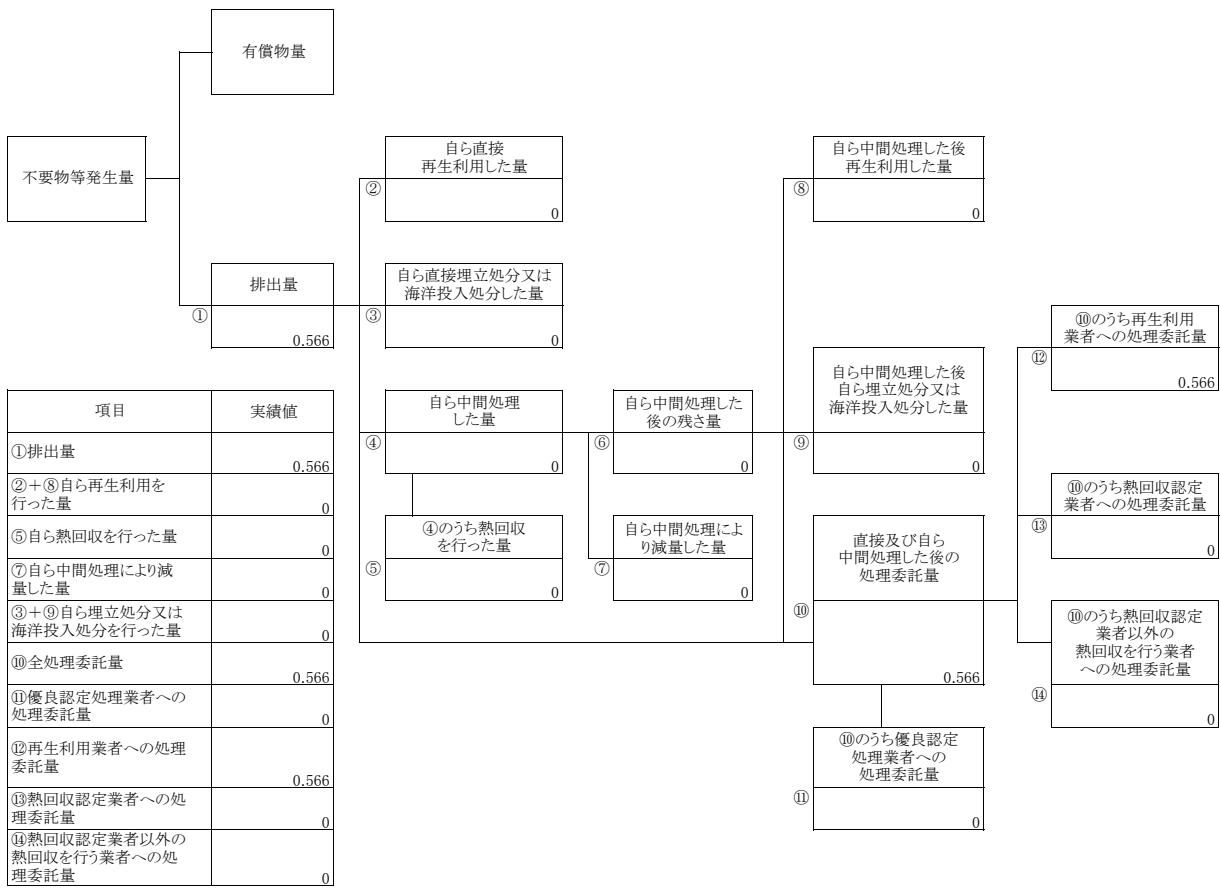 有償物量
不要物等発生量
自ら直接
再生利用した量
②
0
自ら中間処理した後
再生利用した量
⑧
0
排出量
①
0.566
自ら直接埋立処分又は
海洋投入処分した量
③
0
⑩のうち再生利用
業者への処理委託量
⑫
0.566
自ら中間処理
した量
④
0
自ら中間処理した
後の残さ量
⑥
0
自ら中間処理した後
自ら埋立処分又は
海洋投入処分した量
⑨
0
⑩のうち熱回収認定
業者への処理委託量
⑬
0
④のうち熱回収
を行った量
⑤
0
自ら中間処理によ
り減量した量
⑦
0
直接及び自ら
中間処理した後の
処理委託量
⑩
0.566
⑩のうち熱回収認定
業者以外の
熱回収を行う業者
への処理委託量
⑭
0
⑩のうち優良認定
処理業者への
処理委託量
⑪
0
項目 実績値
①排出量
0.566
②＋⑧自ら再生利用を
行った量
0
⑤自ら熱回収を行った量
0
⑦自ら中間処理により減
量した量
0
③＋⑨自ら埋立処分又は
海洋投入処分を行った量
0
⑩全処理委託量
0.566
⑪優良認定処理業者への
処理委託量
0
⑫再生利用業者への処理
委託量
0.566
⑬熱回収認定業者への処
理委託量
0
⑭熱回収認定業者以外の
熱回収を行う業者への処
理委託量
0